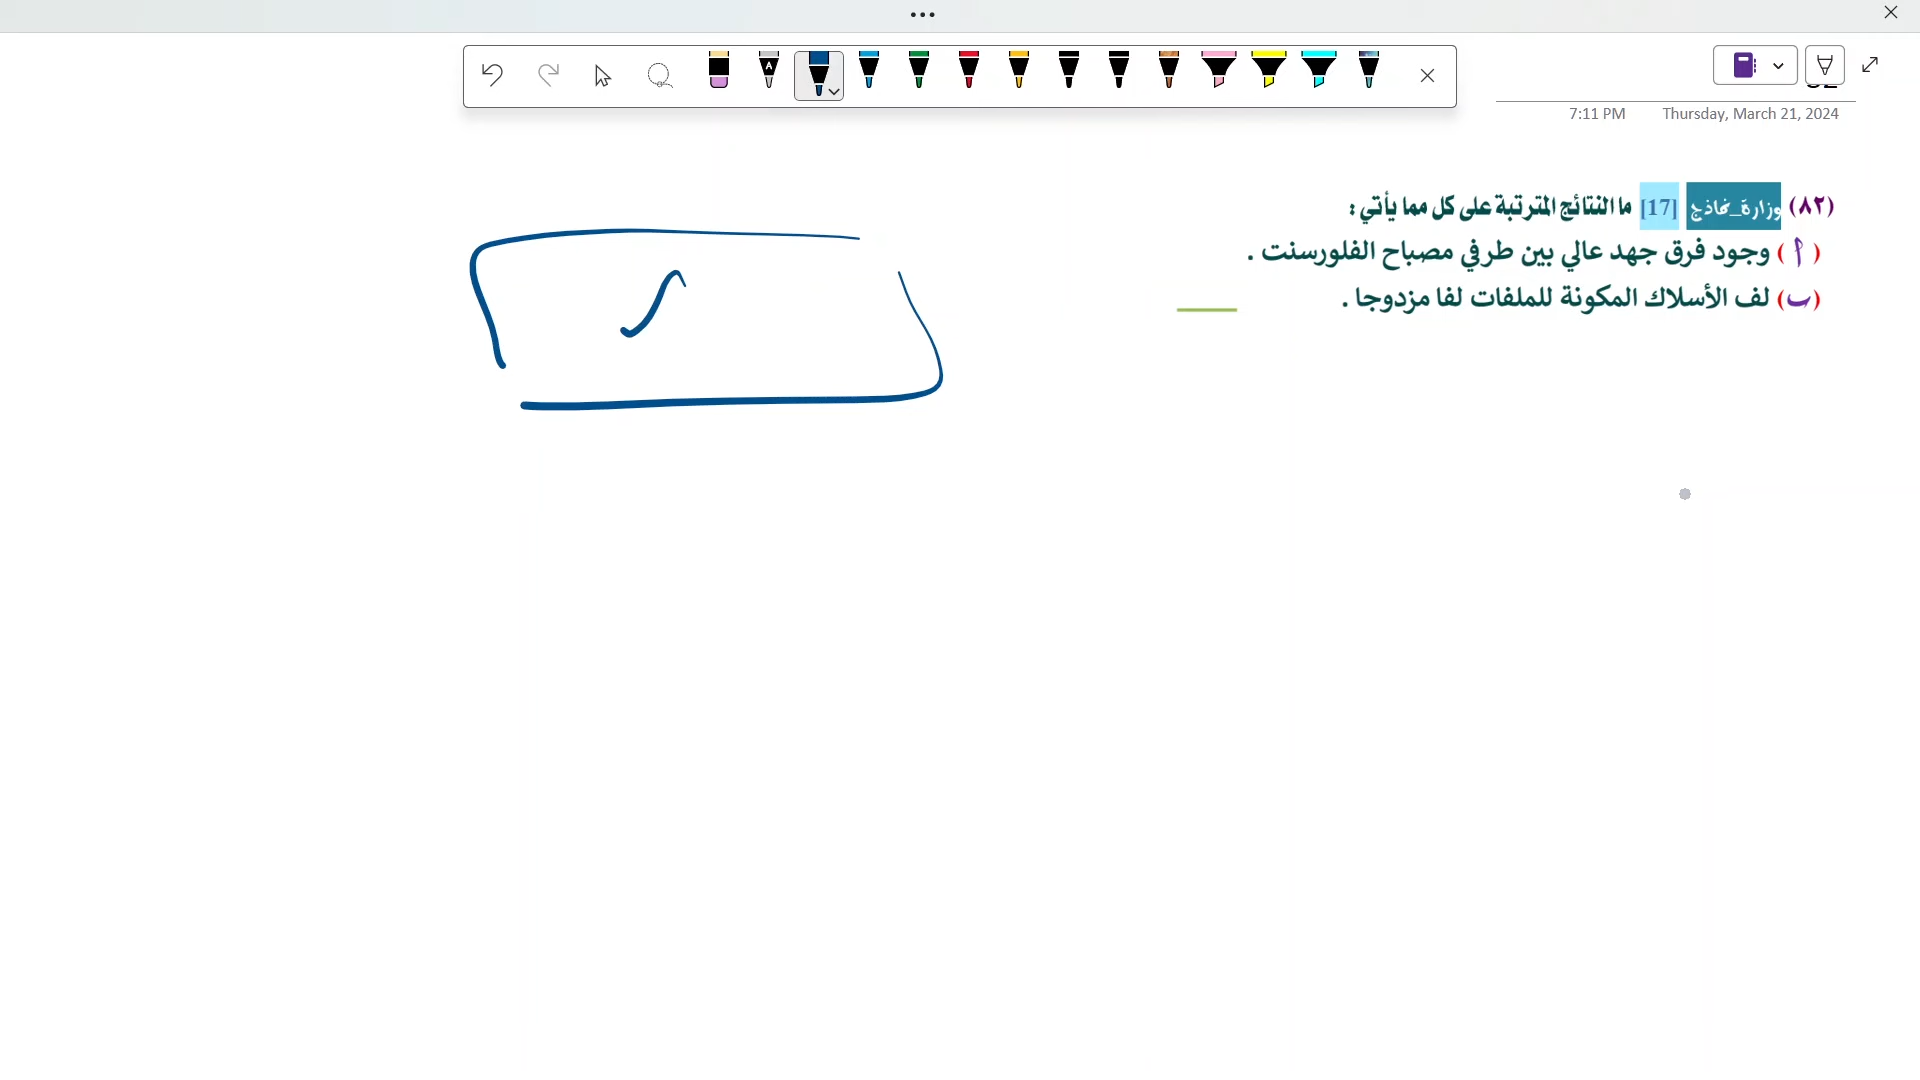 7:11 PM Thursday, March 21, 2024
(٨٢) وزارة_نماذج [17] ما النتائج المترتبة على كل مما يأتي :
(أ) وجود فرق جهد عالي بين طرفي مصباح الفلورسنت .
(ب) لف الأسلاك المكونة للملفات لفا مزدوجا .